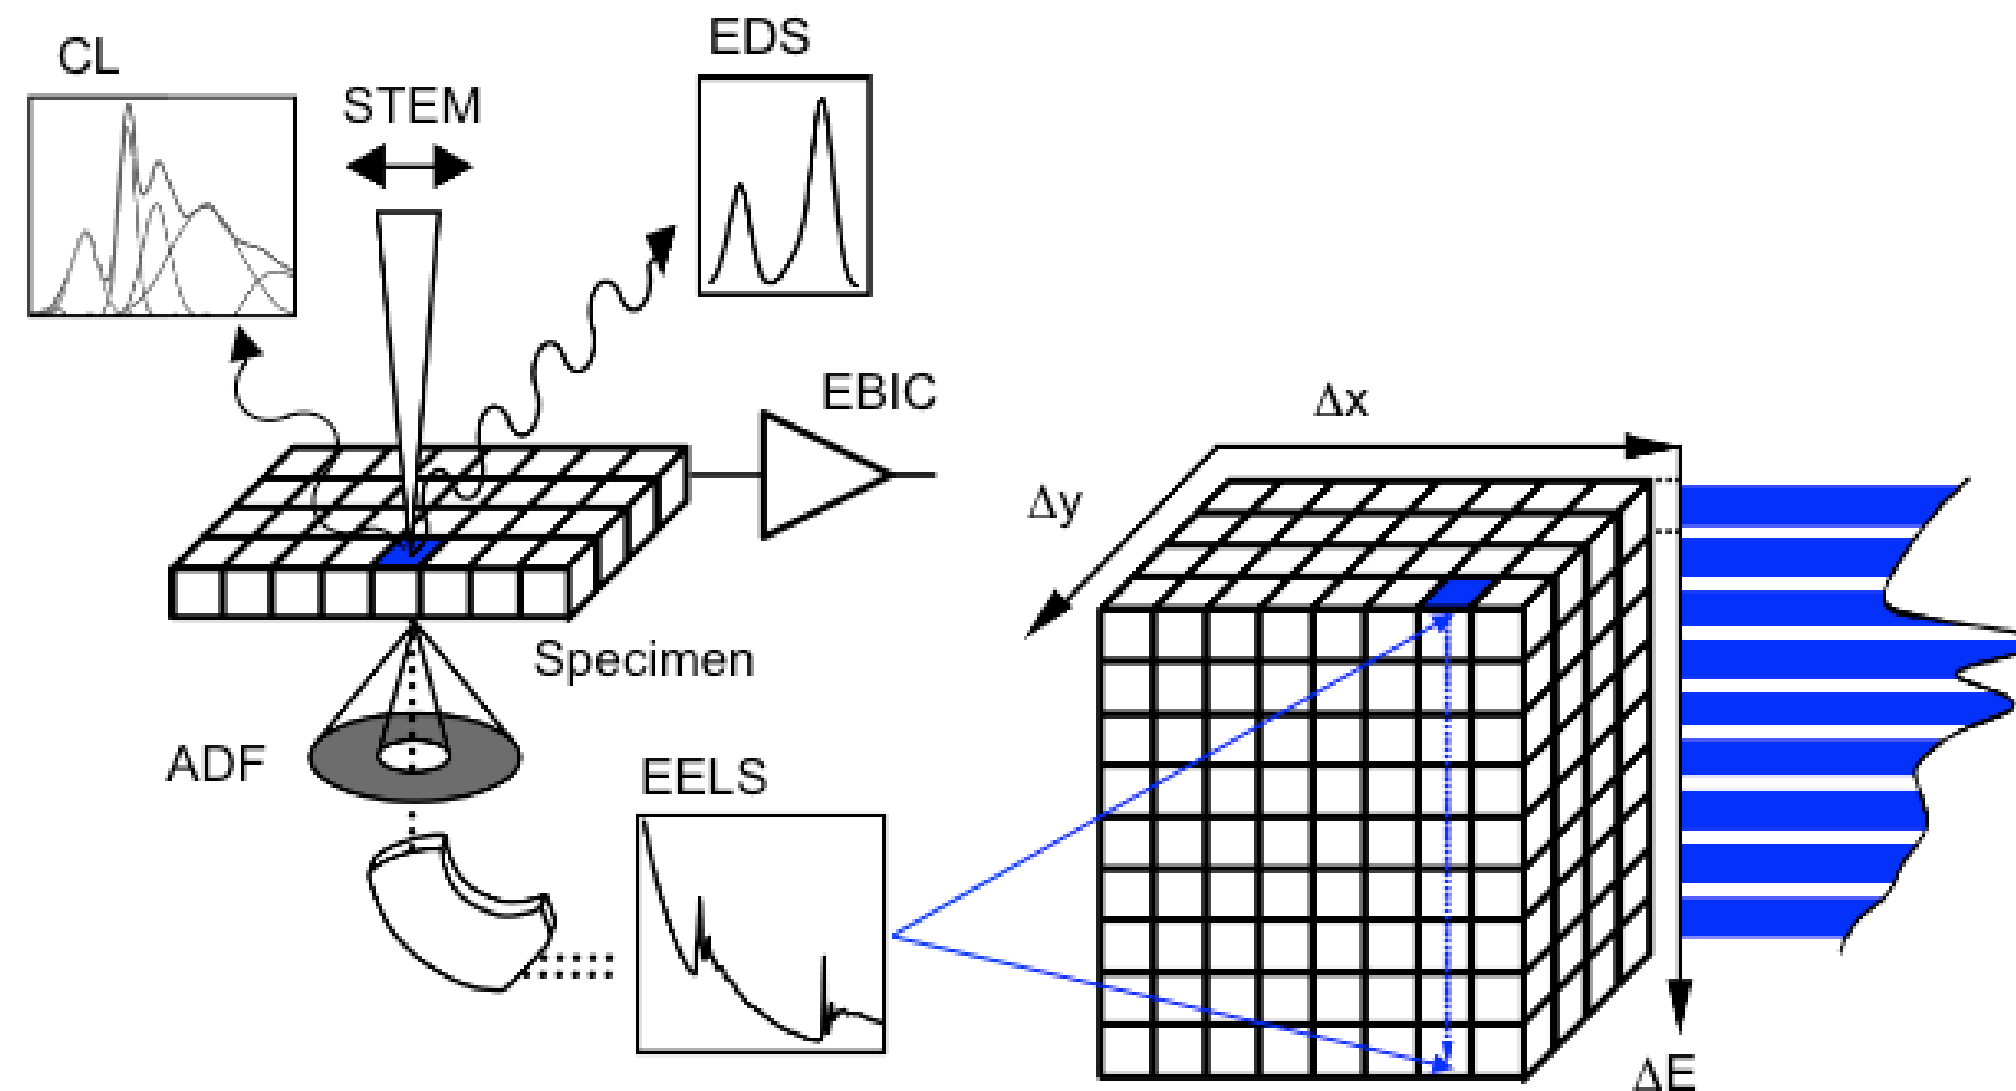 CL
STEM
EDS
EBIC
Specimen
ADF
EELS
Δx
Δy
ΔE